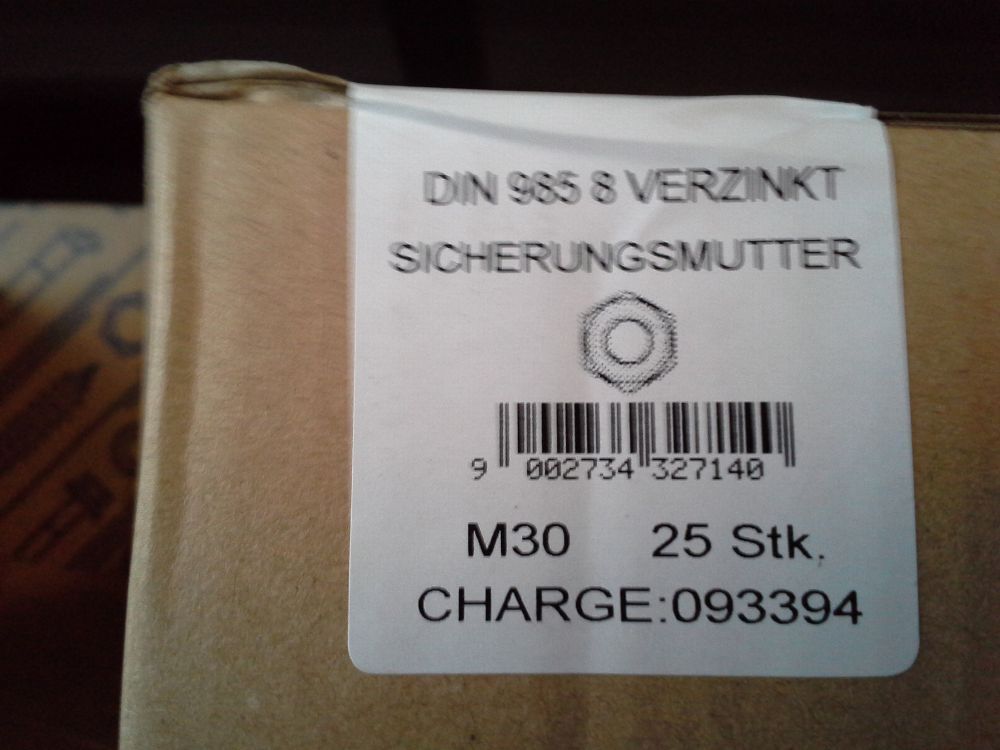 DIN 985 8 VERZINKT
SICHERUNGSMUTTER
9 002734 327140
M30 25 Stk.
CHARGE:093394